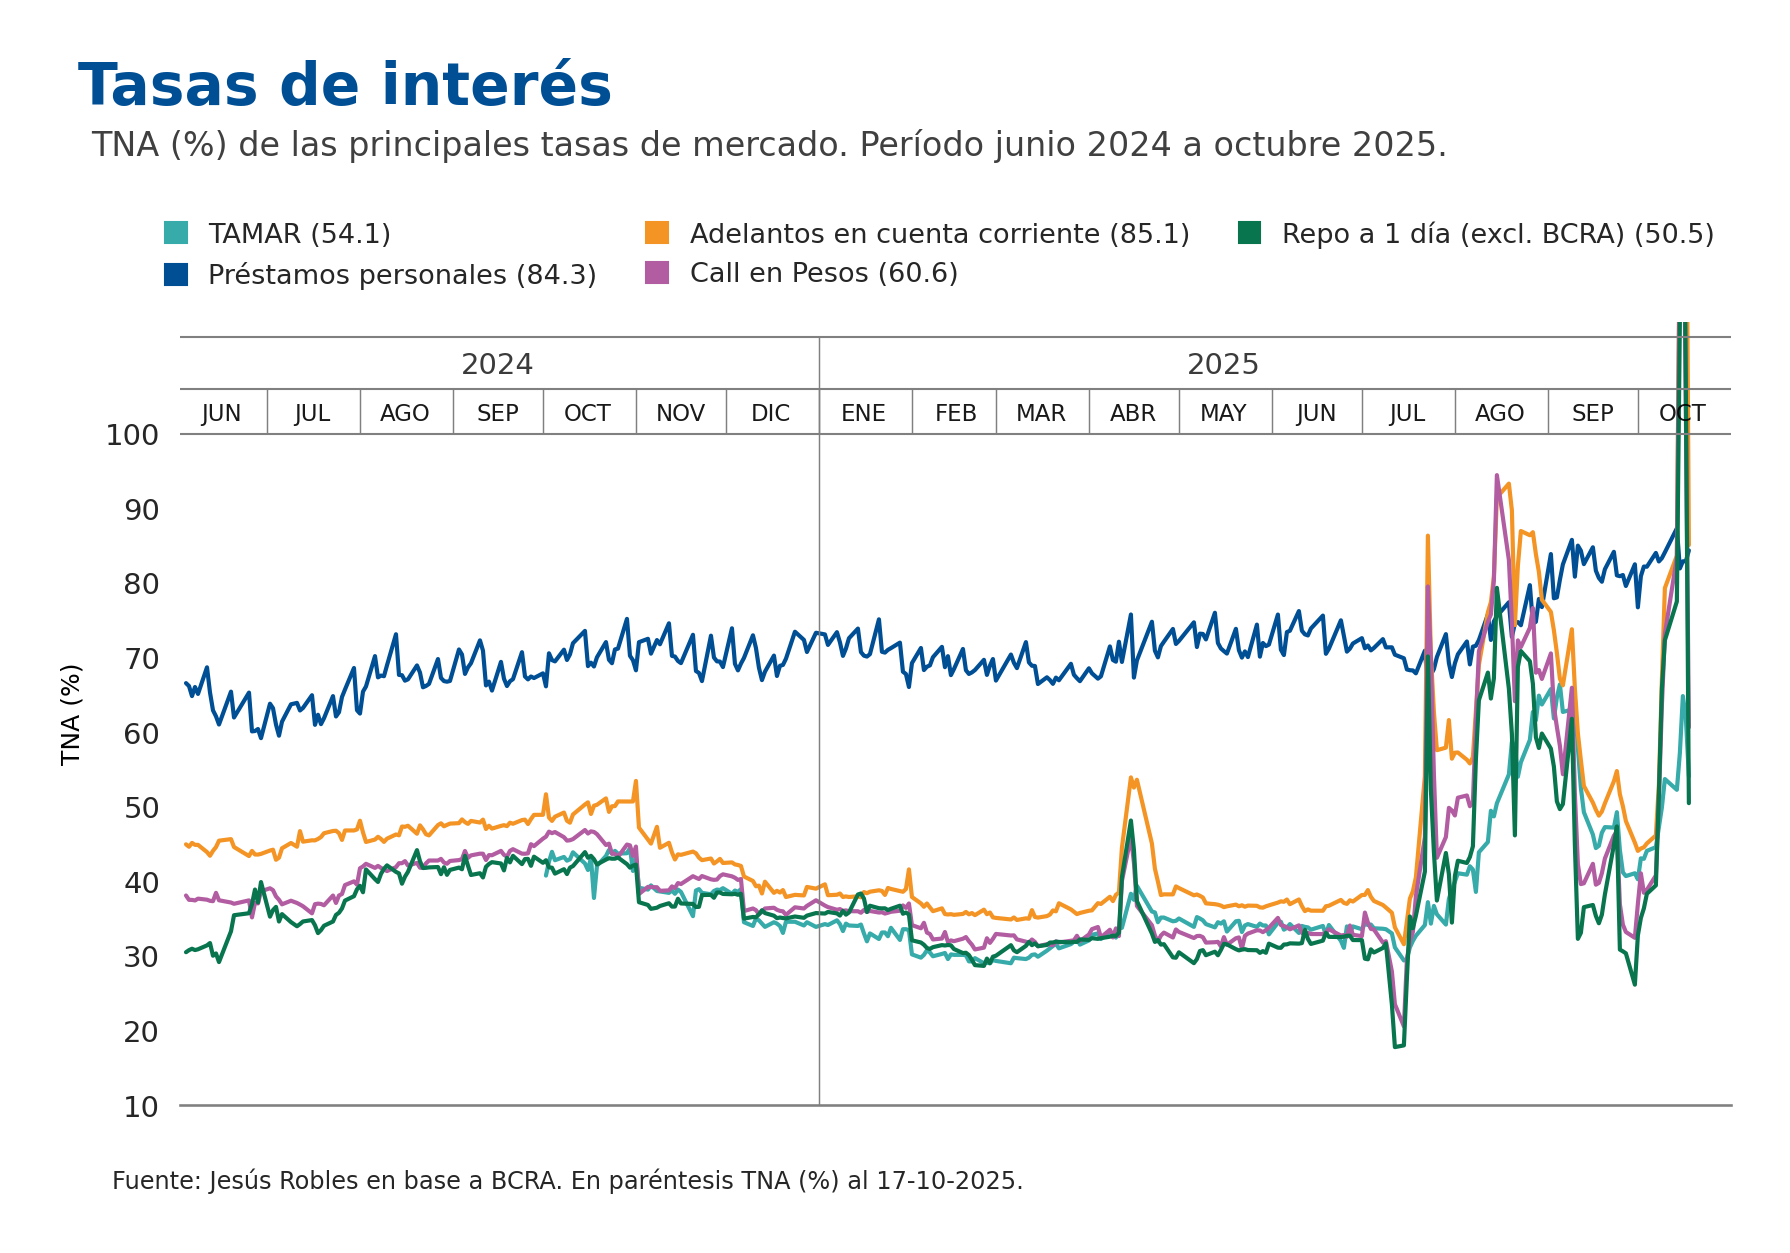 Tasas de interés
TNA (%) de las principales tasas de mercado. Período junio 2024 a octubre 2025.
TAMAR (54.1)
Adelantos en cuenta corriente (85.1)
Repo a 1 día (excl. BCRA) (50.5)
Préstamos personales (84.3)
Call en Pesos (60.6)
2024
2025
JUN
JUL
AGO
SEP
OCT
NOV
DIC
ENE
FEB
MAR
ABR
MAY
JUN
JUL
AGO
SEP
OCT
100
90
80
70
60
50
40
30
20
10
TNA (%)
Fuente: Jesús Robles en base a BCRA. En paréntesis TNA (%) al 17-10-2025.